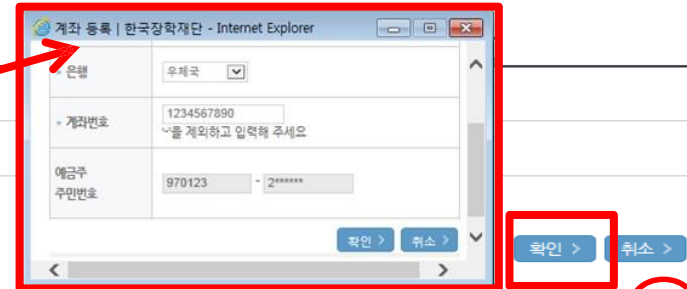 계좌 등록 | 한국장학재단 - Internet Explorer
은행
우체국
계좌번호
1234567890
'-'을 제외하고 입력해 주세요
예금주
주민번호
970123 - 2******
확인 > 취소 >
확인 > 취소 >